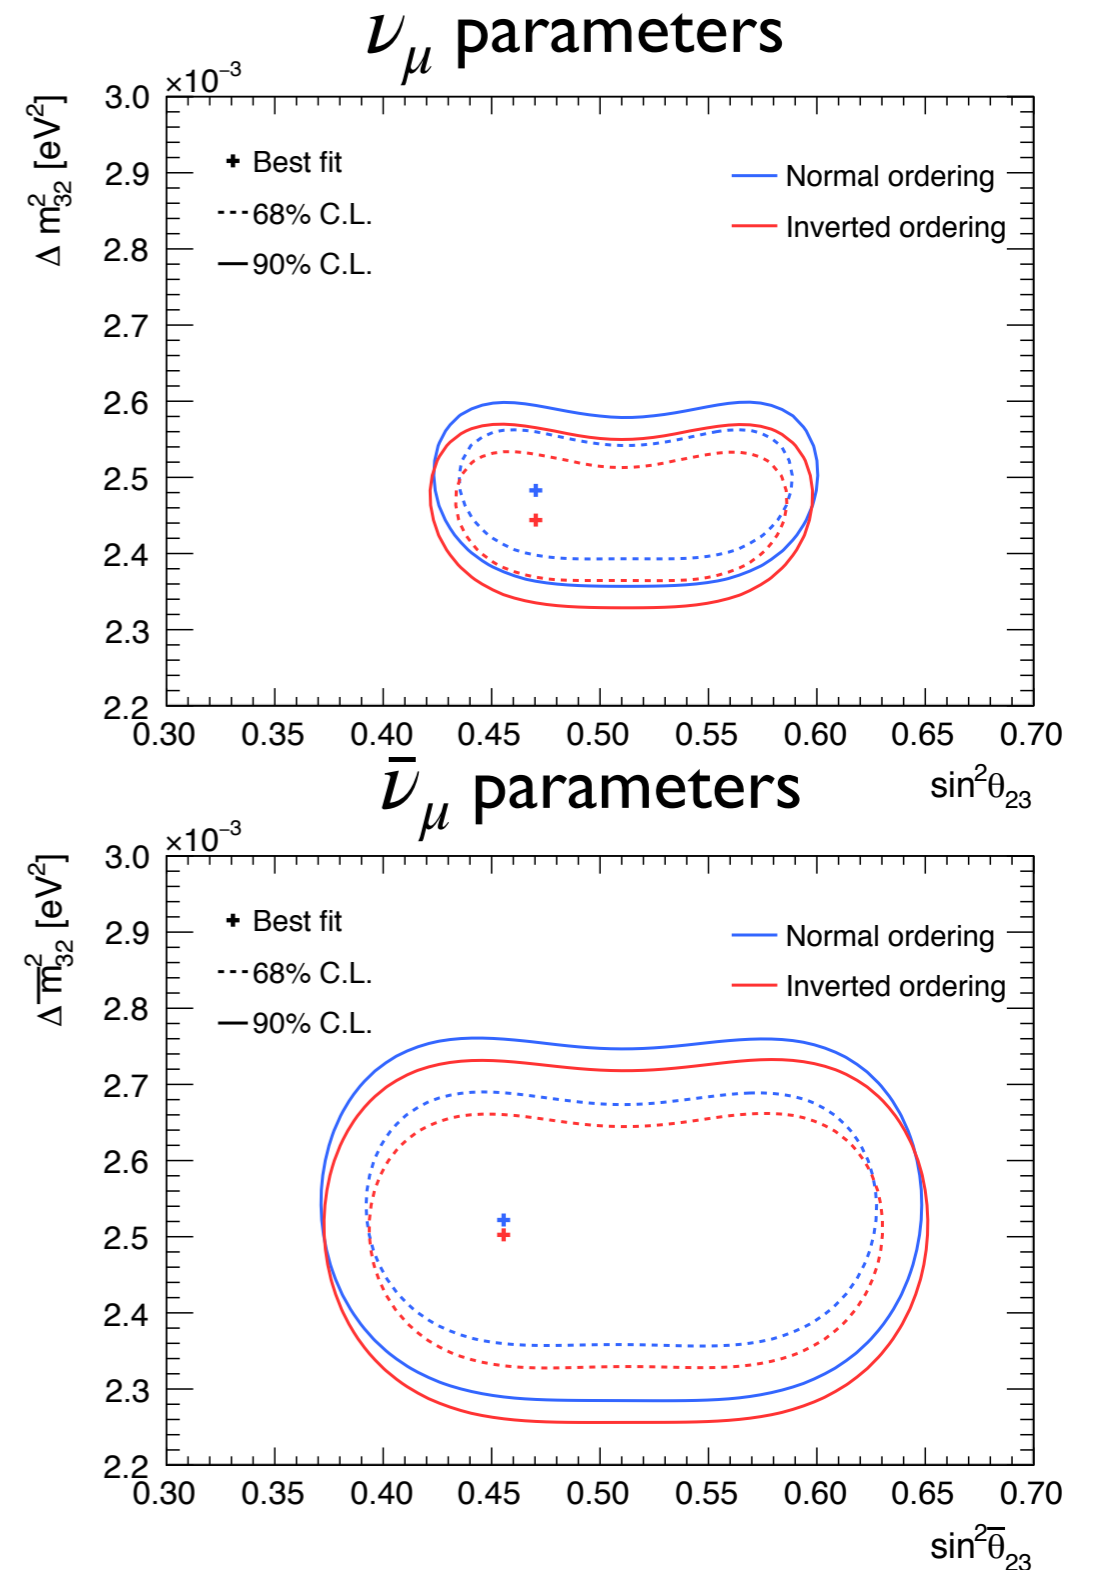 ν_μ parameters
×10⁻³
Δ m²₃₂ [eV²]
3.0
2.9
2.8
2.7
2.6
2.5
2.4
2.3
2.2
Best fit
68% C.L.
90% C.L.
Normal ordering
Inverted ordering
0.30 0.35 0.40 0.45 0.50 0.55 0.60 0.65 0.70
sin²θ₂₃
ν̄_μ parameters
×10⁻³
Δ m̅²₃₂ [eV²]
3.0
2.9
2.8
2.7
2.6
2.5
2.4
2.3
2.2
Best fit
68% C.L.
90% C.L.
Normal ordering
Inverted ordering
0.30 0.35 0.40 0.45 0.50 0.55 0.60 0.65 0.70
sin²θ̅₂₃